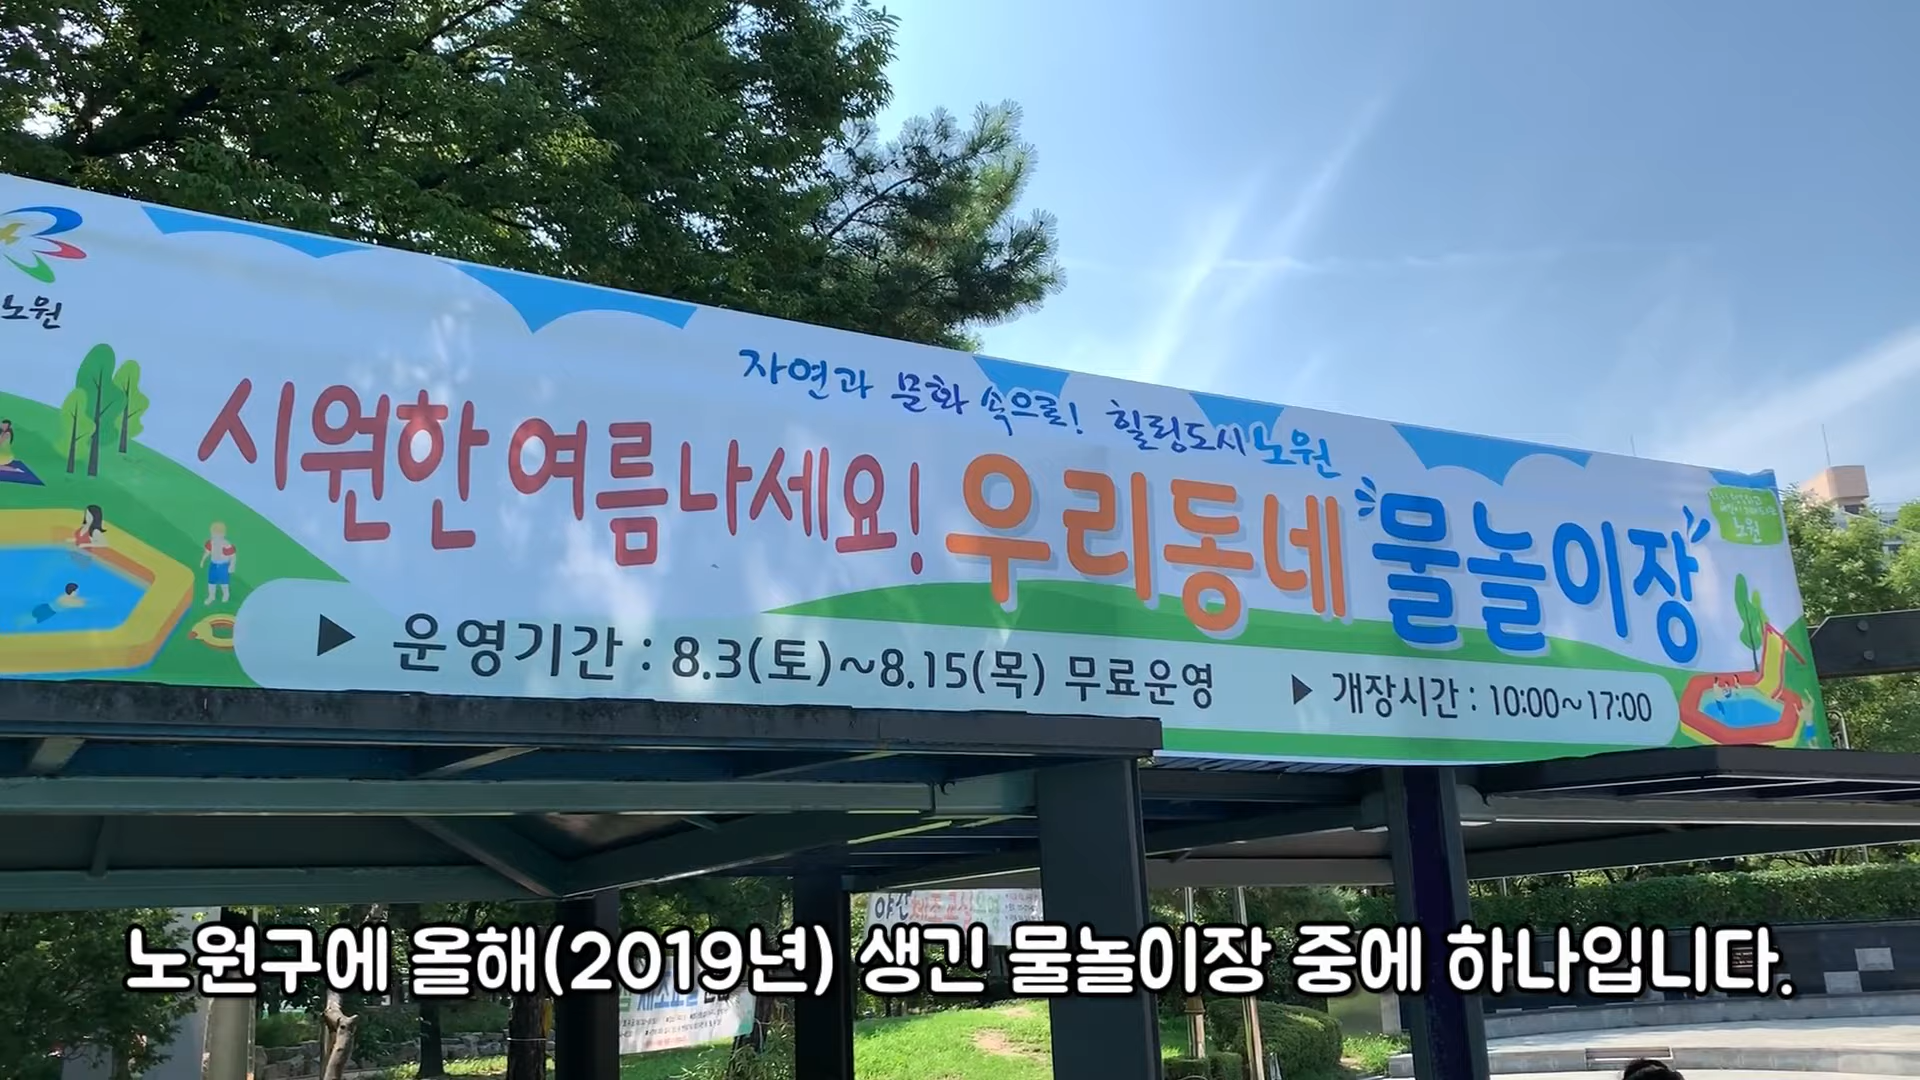 노원
자연과 문화 속으로! 힐링도시 노원
시원한 여름나세요! 우리동네 물놀이장
노원
▶ 운영기간 : 8.3(토)~8.15(목) 무료운영 ▶ 개장시간 : 10:00~17:00
노원구에 올해(2019년) 생긴 물놀이장 중에 하나입니다.